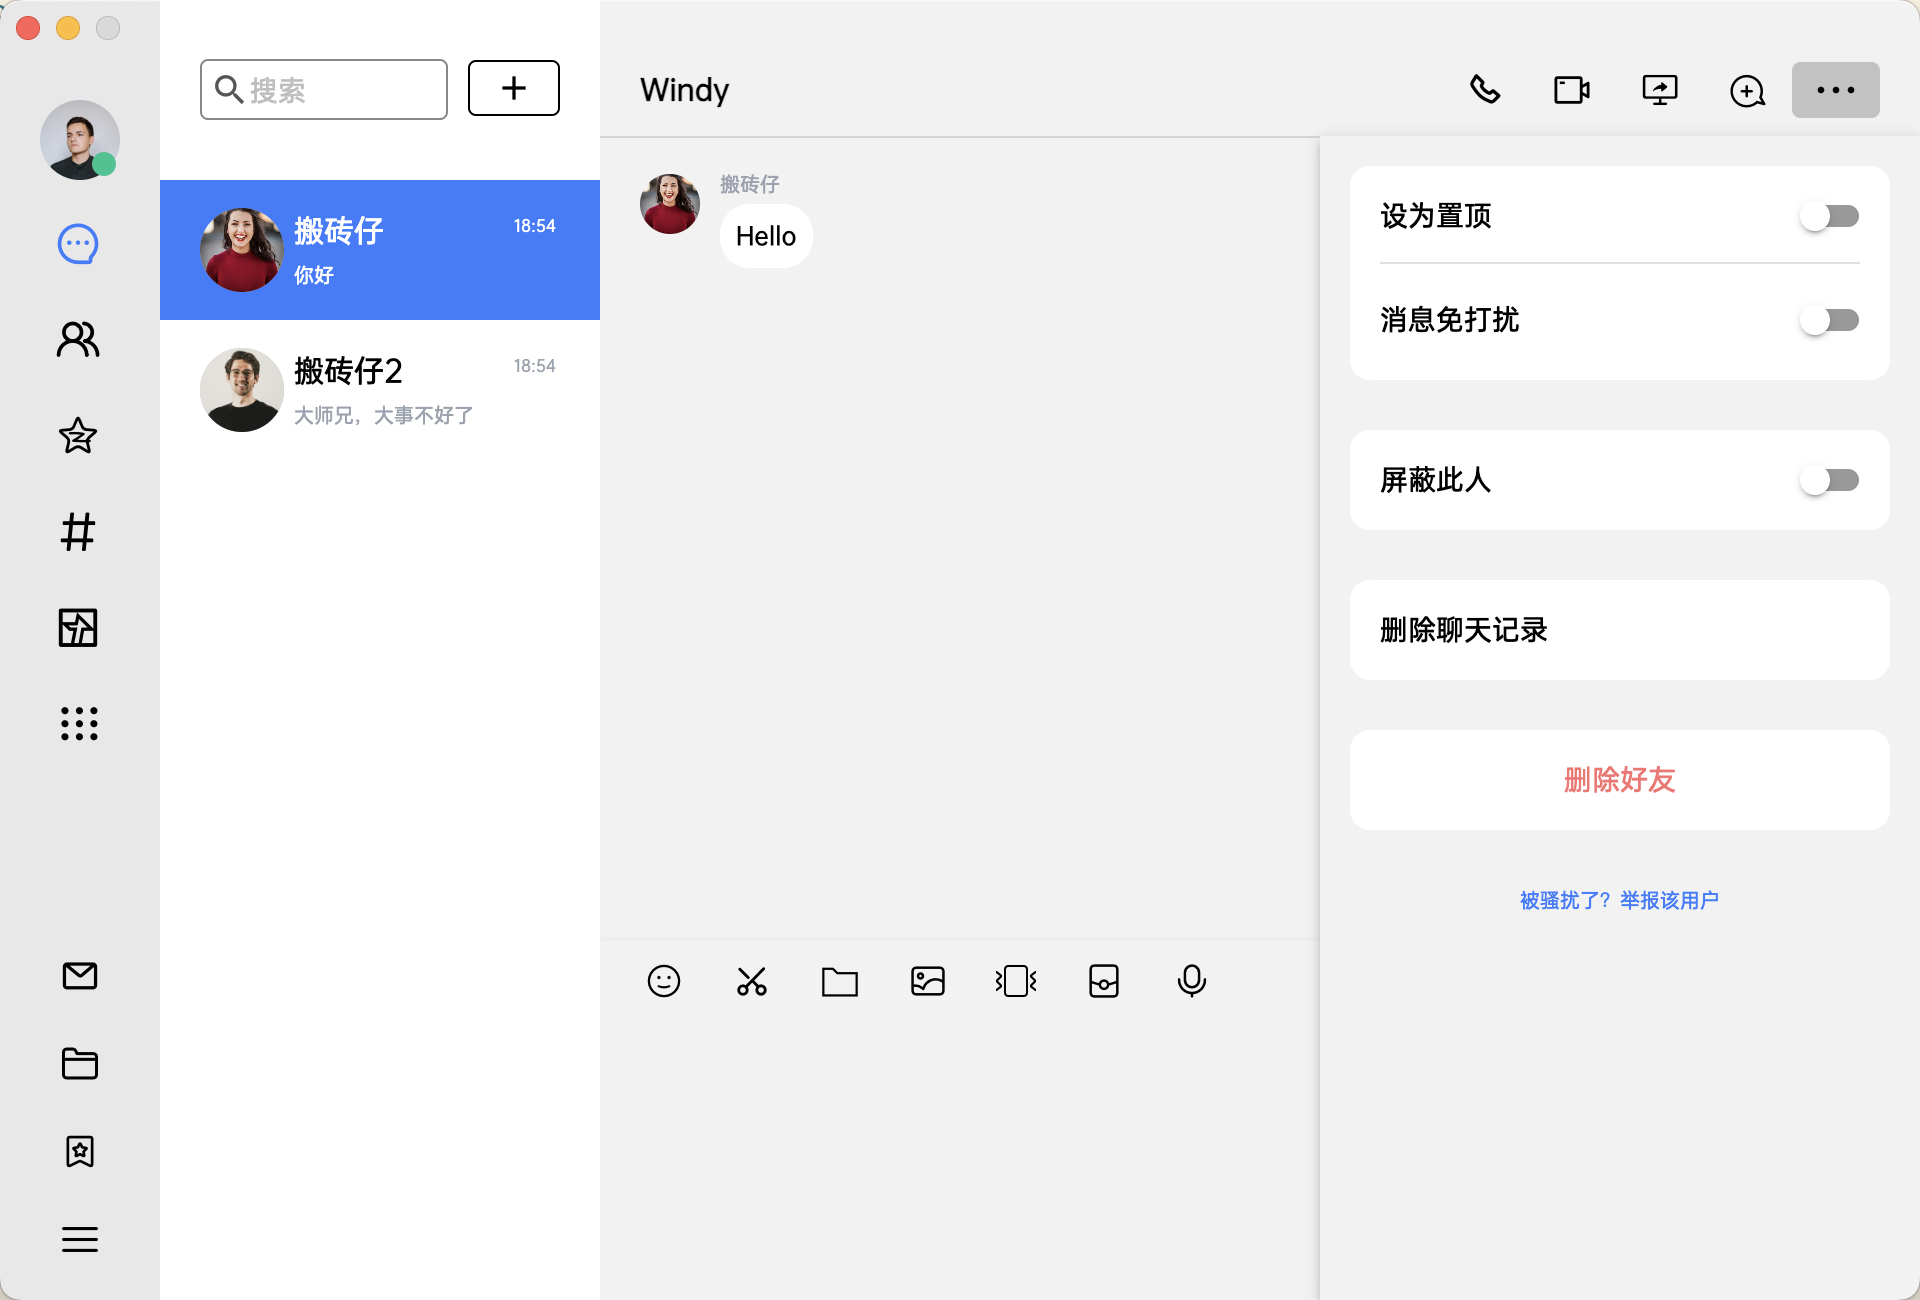 搜索
搬砖仔
18:54
你好
搬砖仔2
18:54
大师兄，大事不好了
Windy
搬砖仔
Hello
设为置顶
消息免打扰
屏蔽此人
删除聊天记录
删除好友
被骚扰了？举报该用户